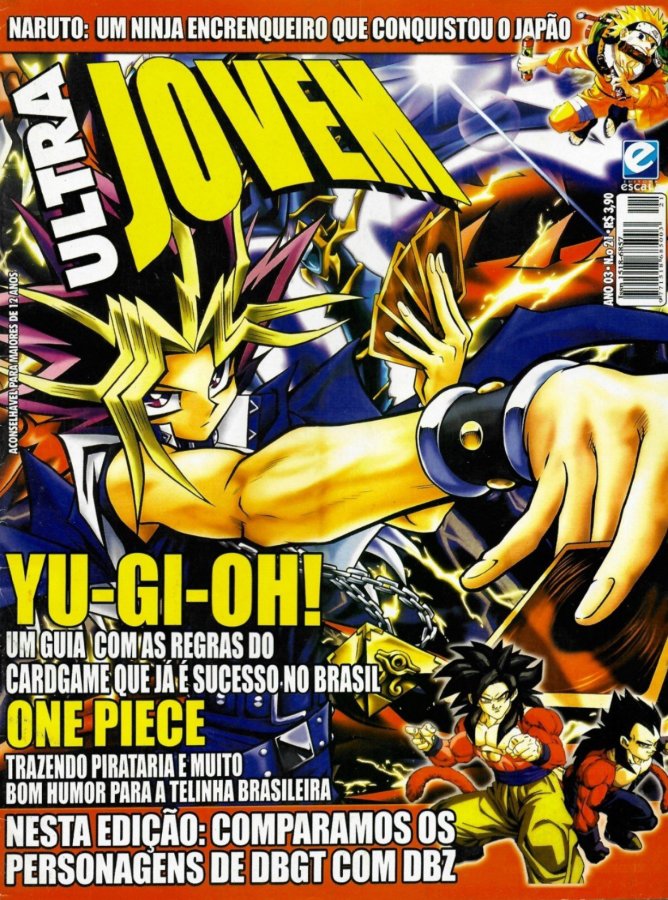 NARUTO: UM NINJA ENCRENQUEIRO QUE CONQUISTOU O JAPÃO
ULTRA
JOVEM
e
escala
ANO 03 • N.o 21 • R$ 3,90
21
ACONSELHAVEL PARA MAIORES DE 12 ANOS
YU-GI-OH!
UM GUIA COM AS REGRAS DO
CARDGAME QUE JÁ É SUCESSO NO BRASIL
ONE PIECE
TRAZENDO PIRATARIA E MUITO
BOM HUMOR PARA A TELINHA BRASILEIRA
NESTA EDIÇÃO: COMPARAMOS OS
PERSONAGENS DE DBGT COM DBZ